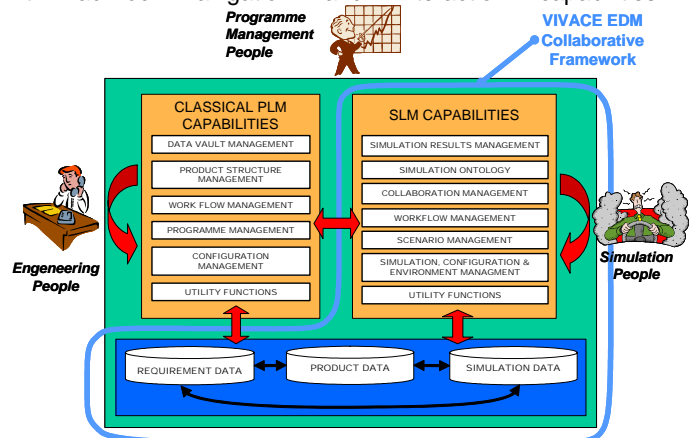 Programme
Management
People
VIVACE EDM
Collaborative
Framework
CLASSICAL PLM
CAPABILITIES
DATA VAULT MANAGEMENT
PRODUCT STRUCTURE
MANAGEMENT
WORK FLOW MANAGEMENT
PROGRAMME MANAGEMENT
CONFIGURATION
MANAGEMENT
UTILITY FUNCTIONS
SLM CAPABILITIES
SIMULATION RESULTS MANAGEMENT
SIMULATION ONTOLOGY
COLLABORATION MANAGEMENT
WORKFLOW MANAGEMENT
SCENARIO MANAGEMENT
SIMULATION, CONFIGURATION &
ENVIRONMENT MANAGMENT
UTILITY FUNCTIONS
Engeneering
People
Simulation
People
REQUIREMENT DATA
PRODUCT DATA
SIMULATION DATA